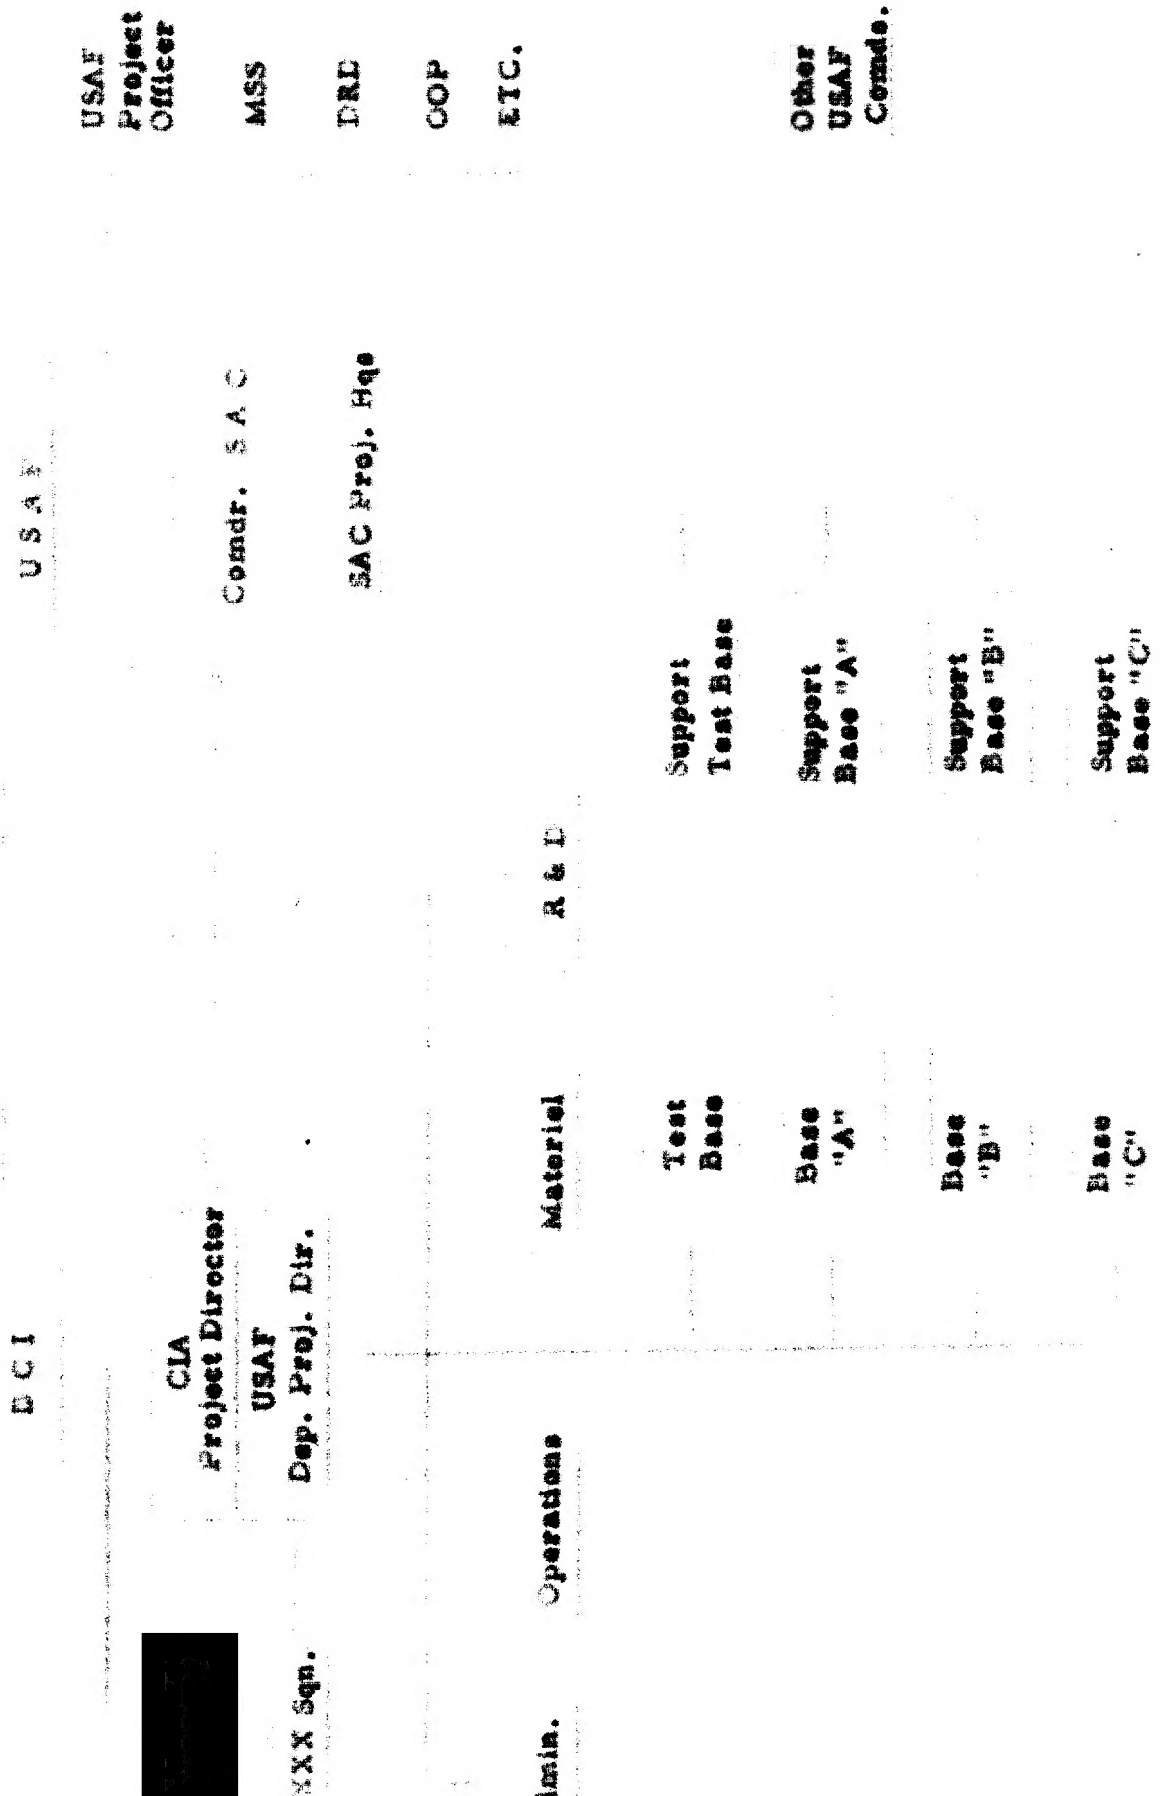 D C I
U S A F
USAF
Project
Officer
CIA
Project Director
Comdr. S A C
MSS
USAF
Dep. Proj. Dir.
XXX Sqn.
SAC Proj. Hqs
DRD
OOP
ETC.
Operations
Materiel
R & D
Test
Base
Support
Test Base
Base
"A"
Support
Base "A"
Other
USAF
Comds.
Base
"B"
Support
Base "B"
Base
"C"
Support
Base "C"